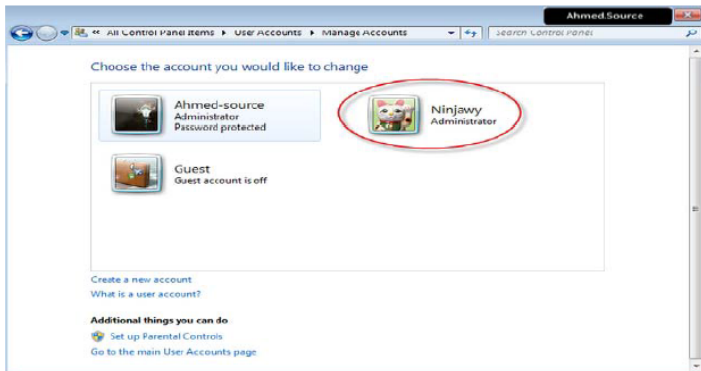 Ahmed.Source
« All Control Panel Items ▸ User Accounts ▸ Manage Accounts
Search Control Panel
Choose the account you would like to change
Ahmed-source
Administrator
Password protected
Ninjawy
Administrator
Guest
Guest account is off
Create a new account
What is a user account?
Additional things you can do
Set up Parental Controls
Go to the main User Accounts page